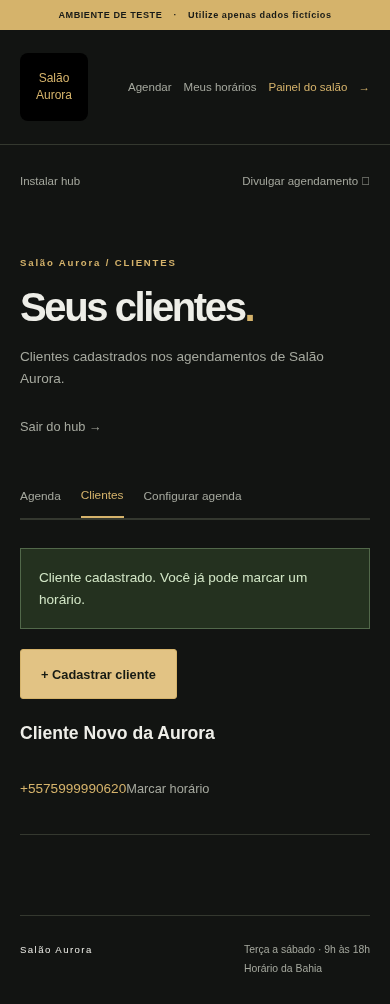 AMBIENTE DE TESTE · Utilize apenas dados fictícios
Salão
Aurora
Agendar Meus horários Painel do salão →
Instalar hub
Divulgar agendamento
Salão Aurora / CLIENTES
Seus clientes.
Clientes cadastrados nos agendamentos de Salão
Aurora.
Sair do hub →
Agenda Clientes Configurar agenda
Cliente cadastrado. Você já pode marcar um
horário.
+ Cadastrar cliente
Cliente Novo da Aurora
+5575999990620Marcar horário
Salão Aurora
Terça a sábado · 9h às 18h
Horário da Bahia